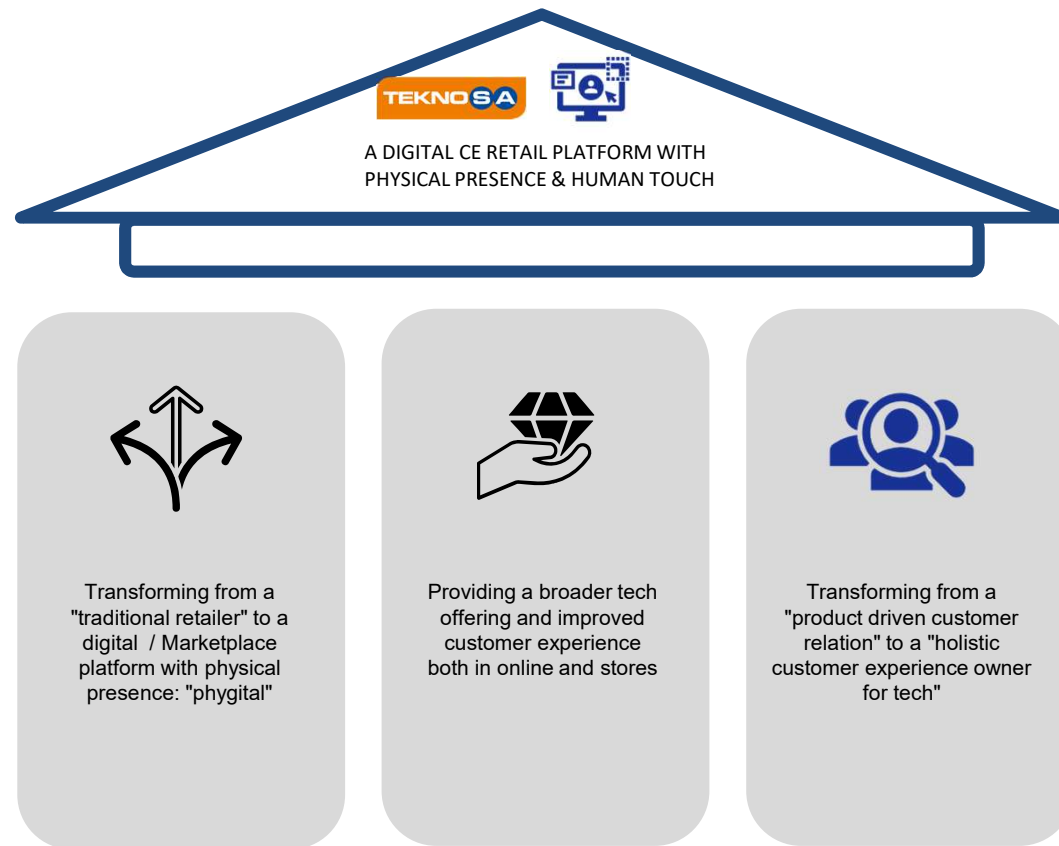 TEKNOSA
A DIGITAL CE RETAIL PLATFORM WITH
PHYSICAL PRESENCE & HUMAN TOUCH
Transforming from a
"traditional retailer" to a
digital  / Marketplace
platform with physical
presence: "phygital"
Providing a broader tech
offering and improved
customer experience
both in online and stores
Transforming from a
"product driven customer
relation" to a "holistic
customer experience owner
for tech"